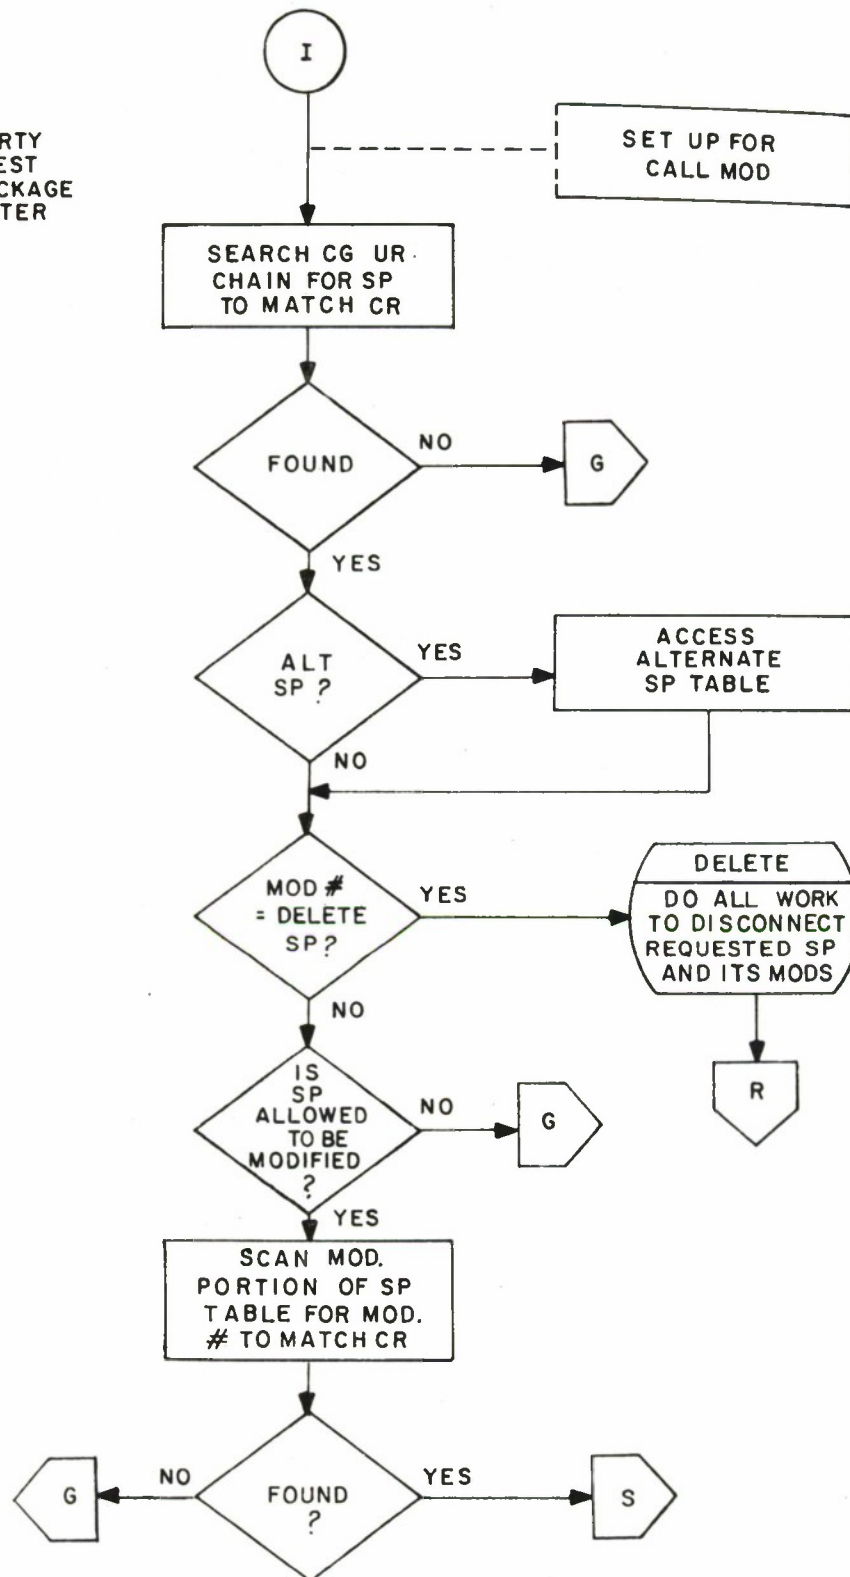 I
RTY
EST
CKAGE
TER
SET UP FOR
CALL MOD
SEARCH CG UR
CHAIN FOR SP
TO MATCH CR
FOUND
NO
G
YES
ALT
SP ?
YES
ACCESS
ALTERNATE
SP TABLE
NO
MOD #
= DELETE
SP ?
YES
DELETE
DO ALL WORK
TO DISCONNECT
REQUESTED SP
AND ITS MODS
NO
R
IS
SP
ALLOWED
TO BE
MODIFIED
?
NO
G
YES
SCAN MOD.
PORTION OF SP
TABLE FOR MOD.
# TO MATCH CR
G
NO
FOUND
?
YES
S